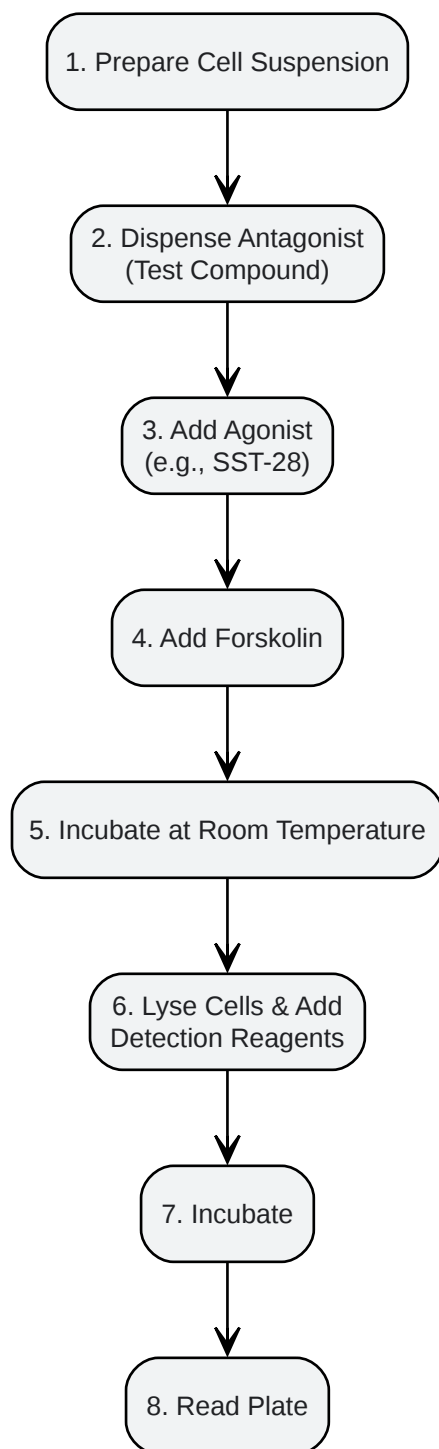 1. Prepare Cell Suspension
2. Dispense Antagonist
(Test Compound)
3. Add Agonist
(e.g., SST-28)
4. Add Forskolin
5. Incubate at Room Temperature
6. Lyse Cells & Add
Detection Reagents
7. Incubate
8. Read Plate